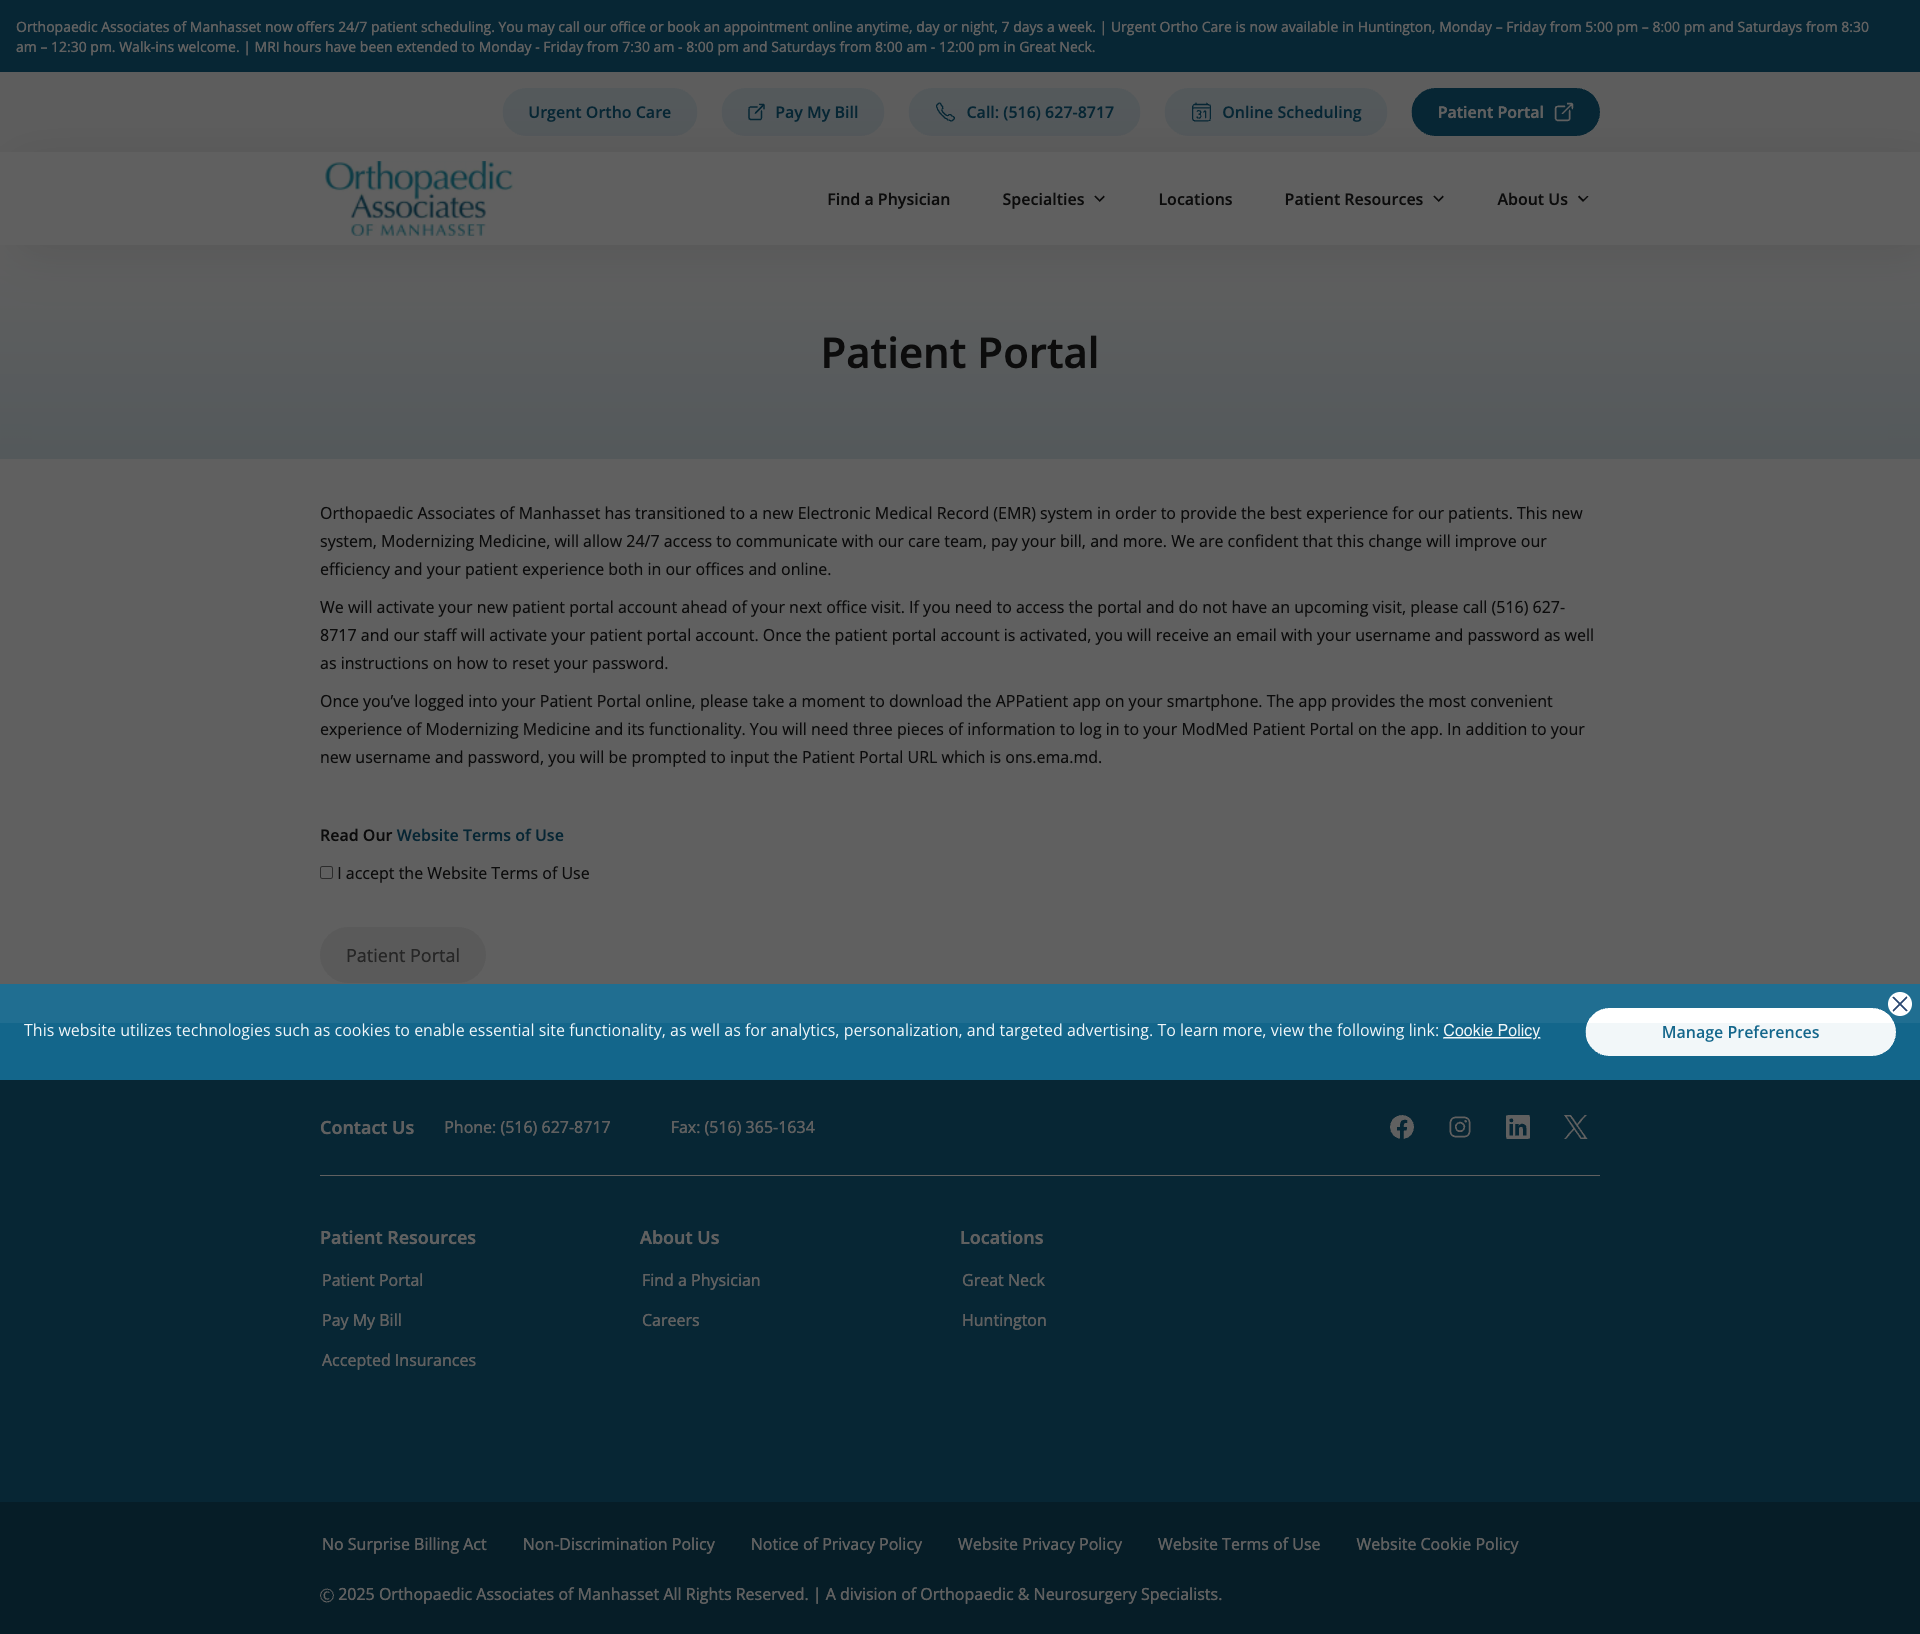 Orthopaedic Associates of Manhasset now offers 24/7 patient scheduling. You may call our office or book an appointment online anytime, day or night, 7 days a week. | Urgent Ortho Care is now available in Huntington, Monday – Friday from 5:00 pm – 8:00 pm and Saturdays from 8:30
am – 12:30 pm. Walk-ins welcome. | MRI hours have been extended to Monday - Friday from 7:30 am - 8:00 pm and Saturdays from 8:00 am - 12:00 pm in Great Neck.
Urgent Ortho Care Pay My Bill Call: (516) 627-8717 31 Online Scheduling Patient Portal
Orthopaedic
Associates
OF MANHASSET
Find a Physician Specialties Locations Patient Resources About Us
Patient Portal
Orthopaedic Associates of Manhasset has transitioned to a new Electronic Medical Record (EMR) system in order to provide the best experience for our patients. This new
system, Modernizing Medicine, will allow 24/7 access to communicate with our care team, pay your bill, and more. We are confident that this change will improve our
efficiency and your patient experience both in our offices and online.
We will activate your new patient portal account ahead of your next office visit. If you need to access the portal and do not have an upcoming visit, please call (516) 627-
8717 and our staff will activate your patient portal account. Once the patient portal account is activated, you will receive an email with your username and password as well
as instructions on how to reset your password.
Once you’ve logged into your Patient Portal online, please take a moment to download the APPatient app on your smartphone. The app provides the most convenient
experience of Modernizing Medicine and its functionality. You will need three pieces of information to log in to your ModMed Patient Portal on the app. In addition to your
new username and password, you will be prompted to input the Patient Portal URL which is ons.ema.md.
Read Our Website Terms of Use
I accept the Website Terms of Use
Patient Portal
This website utilizes technologies such as cookies to enable essential site functionality, as well as for analytics, personalization, and targeted advertising. To learn more, view the following link: Cookie Policy
Manage Preferences
Contact Us Phone: (516) 627-8717 Fax: (516) 365-1634
Patient Resources About Us Locations
Patient Portal Find a Physician Great Neck
Pay My Bill Careers Huntington
Accepted Insurances
No Surprise Billing Act Non-Discrimination Policy Notice of Privacy Policy Website Privacy Policy Website Terms of Use Website Cookie Policy
© 2025 Orthopaedic Associates of Manhasset All Rights Reserved. | A division of Orthopaedic & Neurosurgery Specialists.